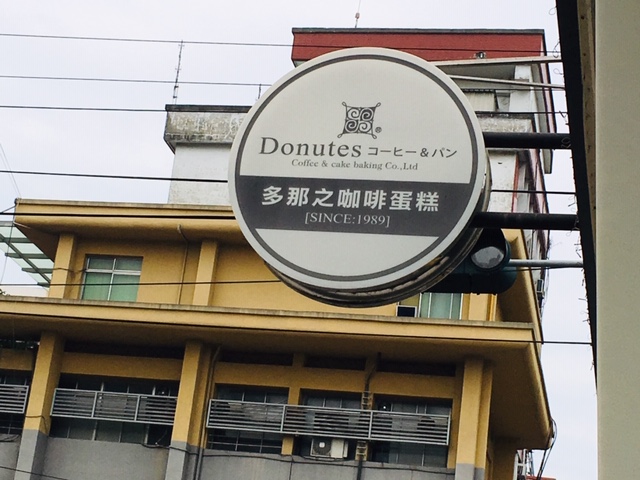 Donutes コーヒー&パン
Coffee & cake baking Co.,Ltd
多那之咖啡蛋糕
[SINCE:1989]